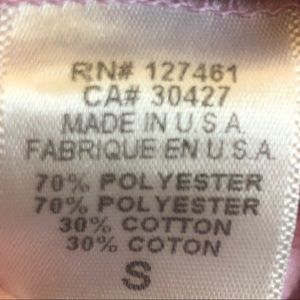 RN# 127461
CA# 30427
MADE IN U.S.A
FABRIQUE EN U.S.A.
70% POLYESTER
70% POLYESTER
30% COTTON
30% COTON
S